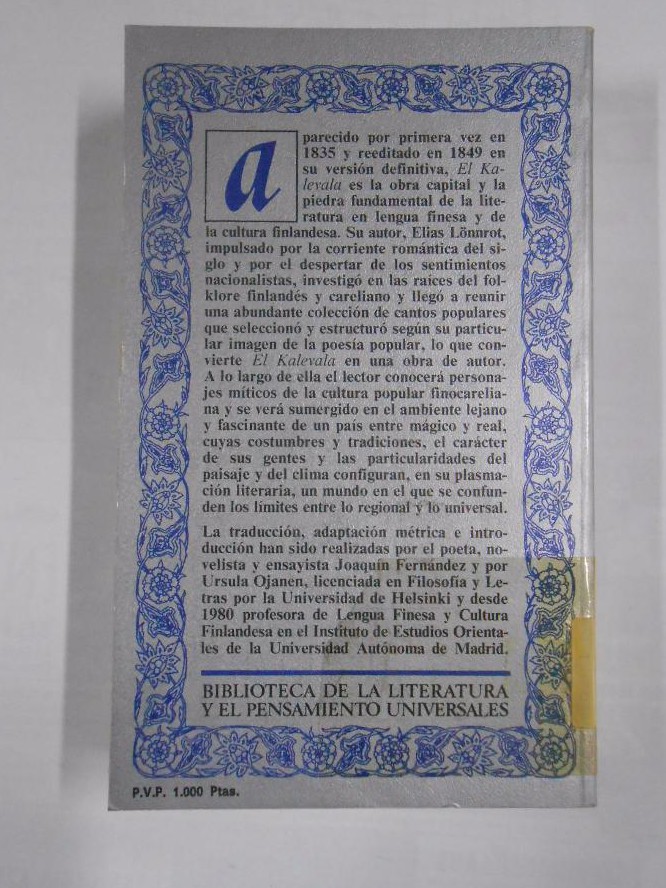 a parecido por primera vez en
1835 y reeditado en 1849 en
su versión definitiva, El Ka-
levala es la obra capital y la
piedra fundamental de la lite-
ratura en lengua finesa y de
la cultura finlandesa. Su autor, Elias Lönnrot,
impulsado por la corriente romántica del si-
glo y por el despertar de los sentimientos
nacionalistas, investigó en las raíces del fol-
klore finlandés y careliano y llegó a reunir
una abundante colección de cantos populares
que seleccionó y estructuró según su particu-
lar imagen de la poesía popular, lo que con-
vierte El Kalevala en una obra de autor.
A lo largo de ella el lector conocerá persona-
jes míticos de la cultura popular finocarelia-
na y se verá sumergido en el ambiente lejano
y fascinante de un país entre mágico y real,
cuyas costumbres y tradiciones, el carácter
de sus gentes y las particularidades del
paisaje y del clima configuran, en su plasma-
ción literaria, un mundo en el que se confun-
den los límites entre lo regional y lo universal.
La traducción, adaptación métrica e intro-
ducción han sido realizadas por el poeta, no-
velista y ensayista Joaquín Fernández y por
Ursula Ojanen, licenciada en Filosofía y Le-
tras por la Universidad de Helsinki y desde
1980 profesora de Lengua Finesa y Cultura
Finlandesa en el Instituto de Estudios Orienta-
les de la Universidad Autónoma de Madrid.
BIBLIOTECA DE LA LITERATURA
Y EL PENSAMIENTO UNIVERSALES
P.V.P. 1.000 Ptas.